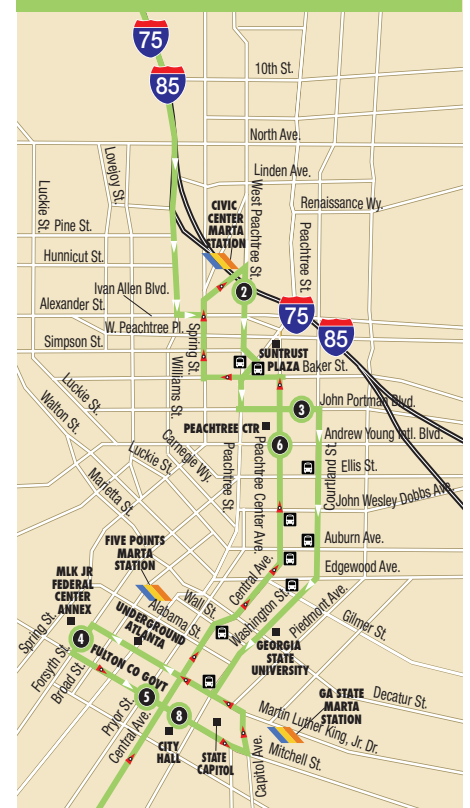 75
85
10th St.
North Ave.
Lovejoy St.
Luckie St.
Linden Ave.
West Peachtree St.
Renaissance Wy.
CIVIC
CENTER
MARTA
STATION
Peachtree St.
Pine St.
Hunnicut St.
Ivan Allen Blvd.
2
Alexander St.
75
85
W. Peachtree Pl.
Spring St.
Simpson St.
Williams St.
SUNTRUST
PLAZA
Baker St.
Luckie St.
Walton St.
John Portman Blvd.
3
PEACHTREE CTR
Andrew Young Intl. Blvd.
6
Carnegie Wy.
Luckie St.
Peachtree St.
Peachtree Center Ave.
Courtland St.
Ellis St.
Marietta St.
John Wesley Dobbs Ave.
FIVE POINTS
MARTA
STATION
Auburn Ave.
Central Ave.
Edgewood Ave.
MLK JR
FEDERAL
CENTER
ANNEX
Wall St.
Alabama St.
Washington St.
Piedmont Ave.
Gilmer St.
UNDERGROUND
ATLANTA
Spring St.
4
GEORGIA
STATE
UNIVERSITY
Forsyth St.
FULTON CO GOVT
Broad St.
Decatur St.
GA STATE
MARTA
STATION
5
Pryor St.
8
Martin Luther King, Jr. Dr.
Central Ave.
CITY
HALL
STATE
CAPITOL
Capitol Ave.
Mitchell St.